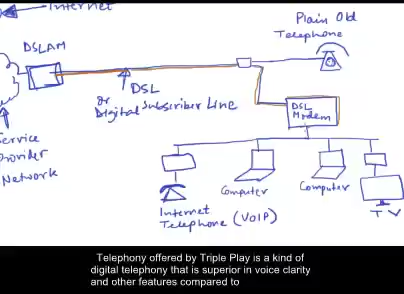 Internet
Plain Old
Telephone
DSLAM
DSL
or
Digital Subscriber Line
DSL
Modem
Service
Provider
Network
Computer
Computer
TV
Internet
Telephone (VOIP)
Telephony offered by Triple Play is a kind of
digital telephony that is superior in voice clarity
and other features compared to